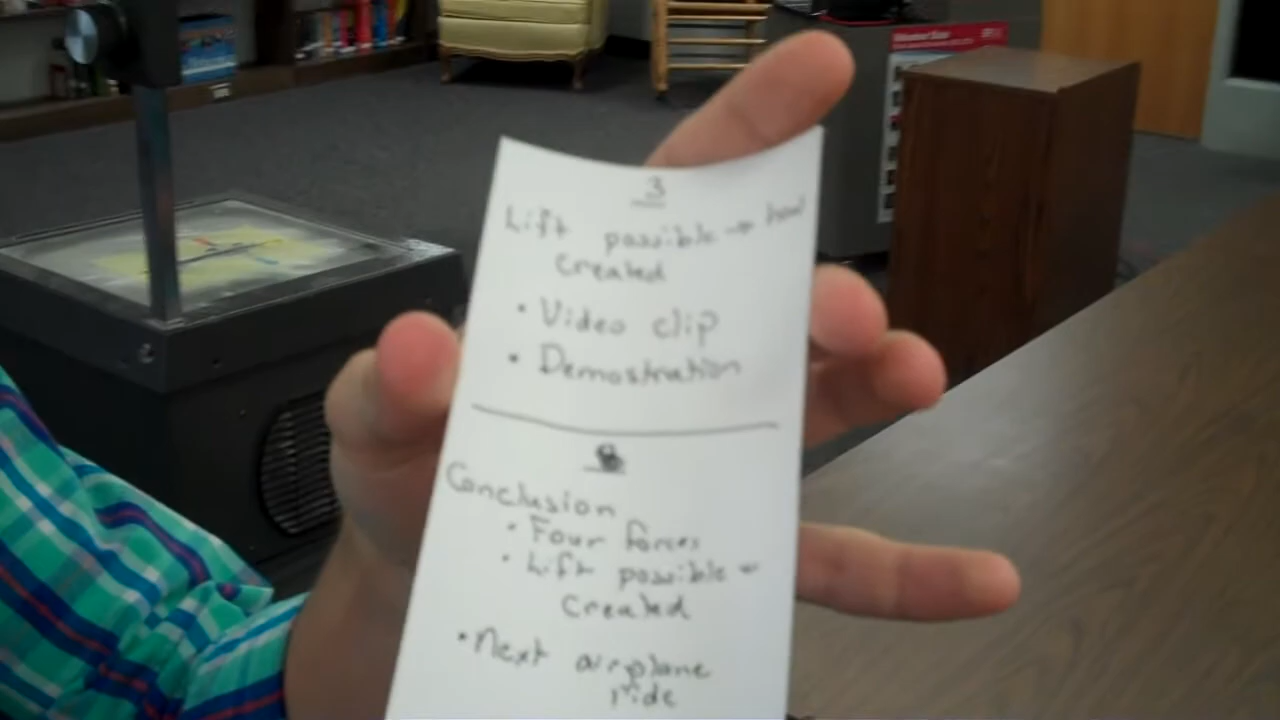 3
Lift possible → how
Created
• Video clip
• Demostration
Conclusion
• Four forces
• Lift possible -
Created
• Next airplane
ride